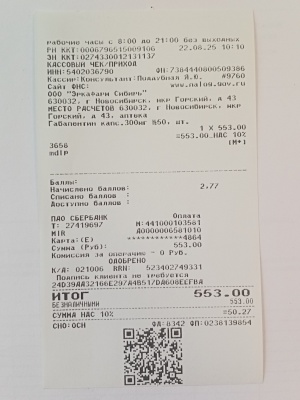 рабочие часы с 8:00 до 21:00 без выходных
РН ККТ:0006796515009106 22.08.25 10:10
ЗН ККТ:0274330012131137
КАССОВЫЙ ЧЕК/ПРИХОД
ИНН:5402036790 ФН:7384440800509386
Кассир:Консультант-Поддубная Я.Ю. #9760
Сайт ФНС: www.nalog.gov.ru
ООО "Эркафарм Сибирь"
630032, г Новосибирск, мкр Горский, д 43
МЕСТО РАСЧЕТОВ 630032, г Новосибирск, мкр
Горский, д 43, аптека
Габапентин капс.300мг №50, шт.
1 X 553.00
=553.00 НДС 10%
3656 (М+)
mdlp
Баллы:
Начислено баллов: 2,77
Списано баллов :
Доступно баллов:
ПАО СБЕРБАНК Оплата
Т: 27419697 М:441000103561
MIR A0000006581010
Карта:(E) ************4864
Сумма (Руб): 553.00
Комиссия за операцию - 0 Руб.
ОДОБРЕНО
К/А: 021006 RRN: 523402749331
Подпись клиента не требуется
24D39AA32166E297A4B517DA608EEFBA
ИТОГ 553.00
БЕЗНАЛИЧНЫМИ 553.00
СУММА НДС 10% =50.27
СНО:ОСН ФД:8342 ФП:0238139854